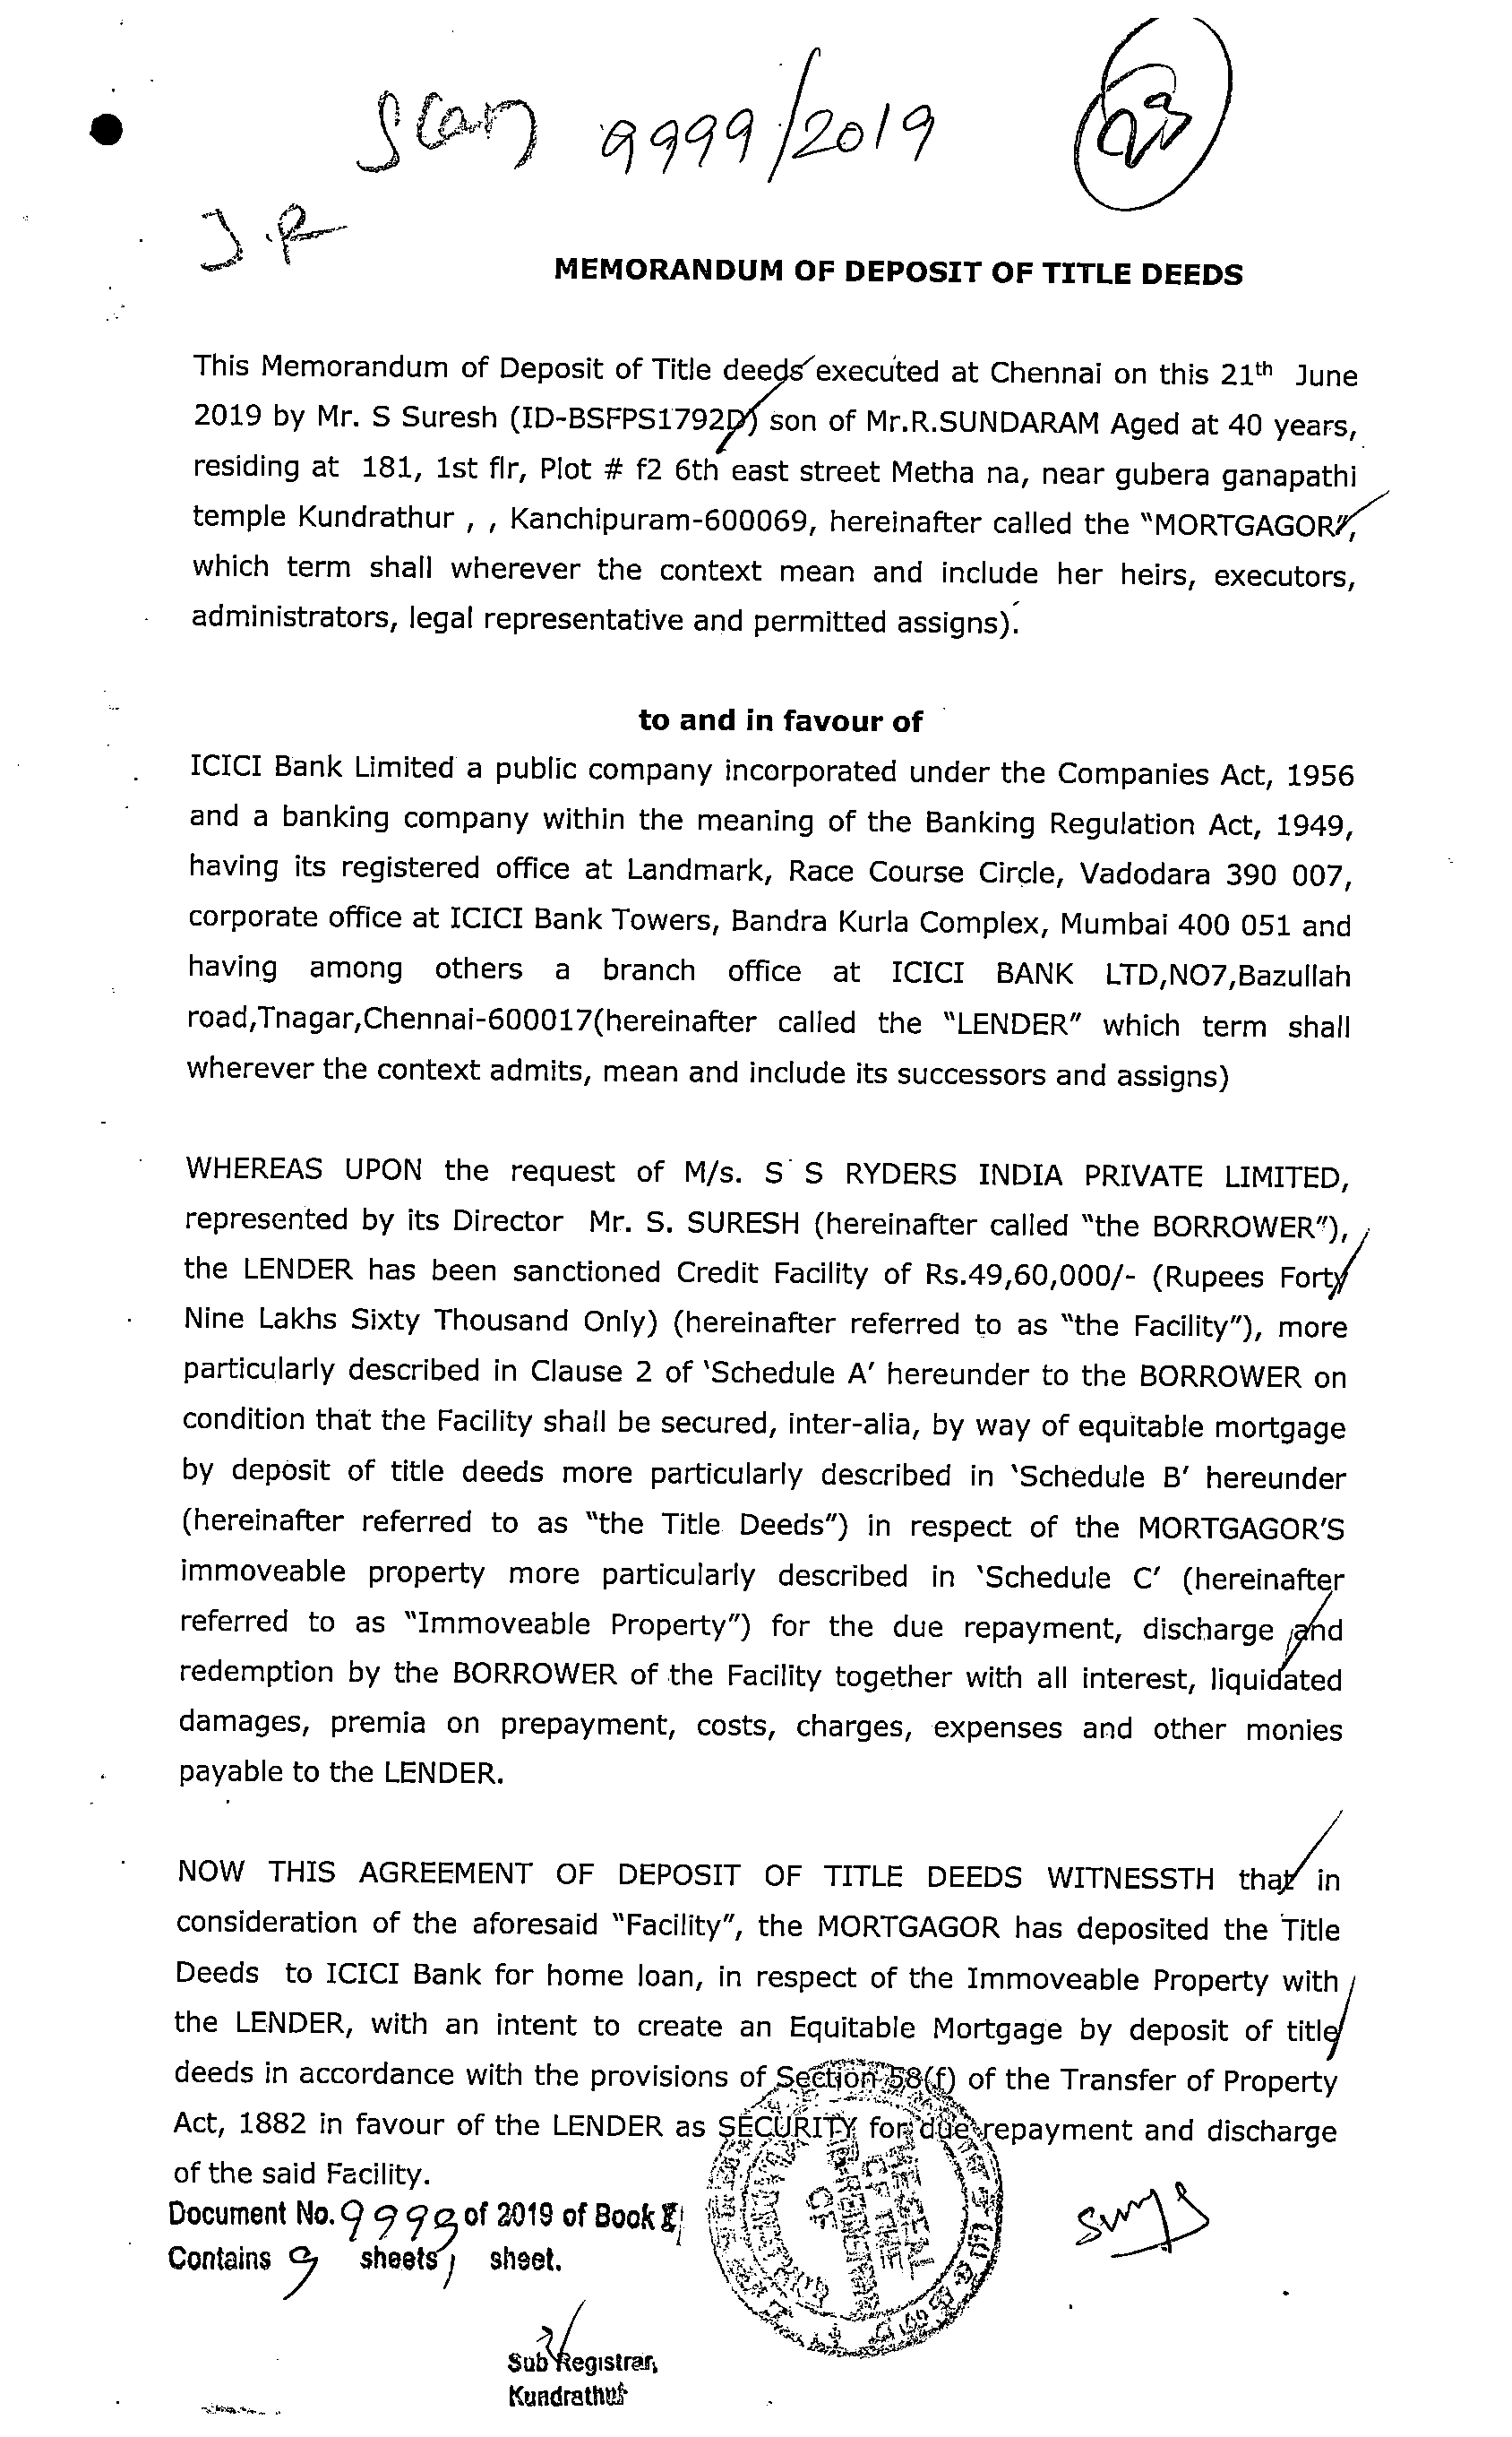 Scan 9999/2019
J.R
MEMORANDUM OF DEPOSIT OF TITLE DEEDS
This Memorandum of Deposit of Title deeds executed at Chennai on this 21th June
2019 by Mr. S Suresh (ID-BSFPS1792D) son of Mr.R.SUNDARAM Aged at 40 years,
residing at 181, 1st flr, Plot # f2 6th east street Metha na, near gubera ganapathi
temple Kundrathur , , Kanchipuram-600069, hereinafter called the "MORTGAGOR",
which term shall wherever the context mean and include her heirs, executors,
administrators, legal representative and permitted assigns).
to and in favour of
ICICI Bank Limited a public company incorporated under the Companies Act, 1956
and a banking company within the meaning of the Banking Regulation Act, 1949,
having its registered office at Landmark, Race Course Circle, Vadodara 390 007,
corporate office at ICICI Bank Towers, Bandra Kurla Complex, Mumbai 400 051 and
having among others a branch office at ICICI BANK LTD,NO7,Bazullah
road,Tnagar,Chennai-600017(hereinafter called the "LENDER" which term shall
wherever the context admits, mean and include its successors and assigns)
WHEREAS UPON the request of M/s. S S RYDERS INDIA PRIVATE LIMITED,
represented by its Director Mr. S. SURESH (hereinafter called "the BORROWER"),
the LENDER has been sanctioned Credit Facility of Rs.49,60,000/- (Rupees Forty
Nine Lakhs Sixty Thousand Only) (hereinafter referred to as "the Facility"), more
particularly described in Clause 2 of 'Schedule A' hereunder to the BORROWER on
condition that the Facility shall be secured, inter-alia, by way of equitable mortgage
by deposit of title deeds more particularly described in 'Schedule B' hereunder
(hereinafter referred to as "the Title Deeds") in respect of the MORTGAGOR'S
immoveable property more particularly described in 'Schedule C' (hereinafter
referred to as "Immoveable Property") for the due repayment, discharge and
redemption by the BORROWER of the Facility together with all interest, liquidated
damages, premia on prepayment, costs, charges, expenses and other monies
payable to the LENDER.
NOW THIS AGREEMENT OF DEPOSIT OF TITLE DEEDS WITNESSTH that in
consideration of the aforesaid "Facility", the MORTGAGOR has deposited the Title
Deeds to ICICI Bank for home loan, in respect of the Immoveable Property with
the LENDER, with an intent to create an Equitable Mortgage by deposit of title
deeds in accordance with the provisions of Section 58(f) of the Transfer of Property
Act, 1882 in favour of the LENDER as SECURITY for due repayment and discharge
of the said Facility.
Document No. 9999 of 2019 of Book 1
Contains 9 sheets 1 sheet.
Sub Registrar,
Kundrathur